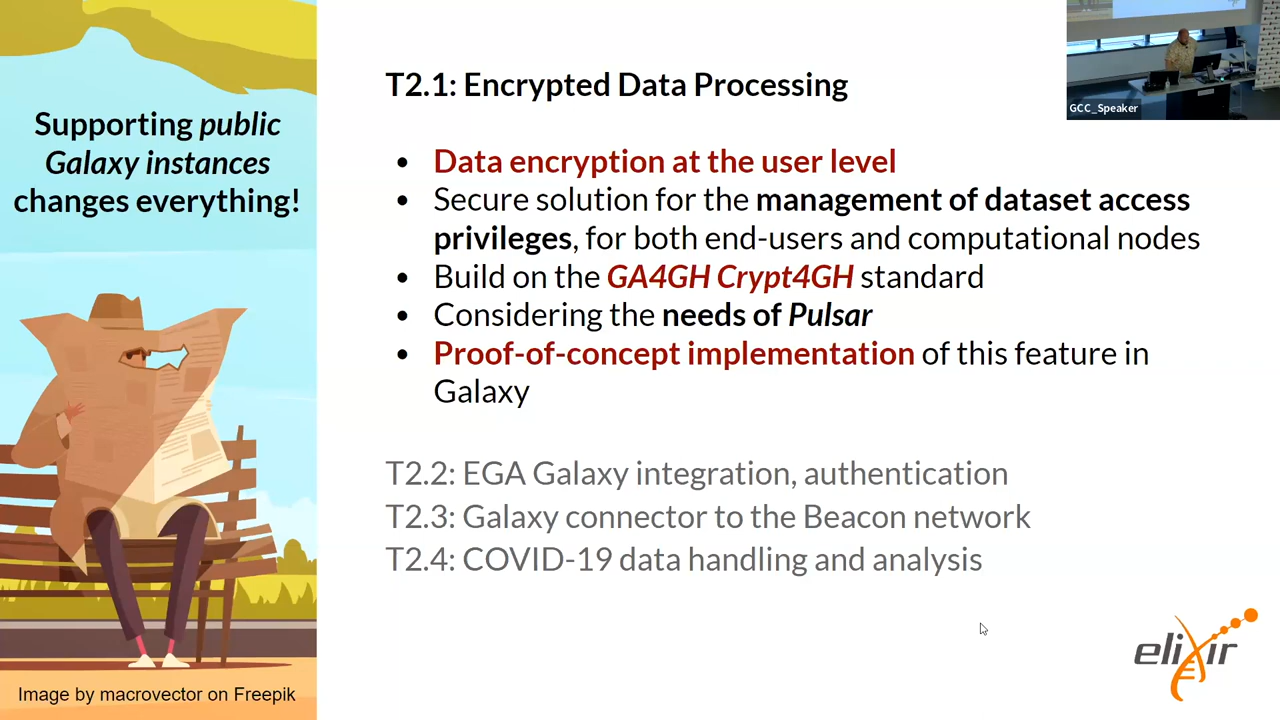 Supporting public
Galaxy instances
changes everything!
Image by macrovector on Freepik
T2.1: Encrypted Data Processing
• Data encryption at the user level
• Secure solution for the management of dataset access
privileges, for both end-users and computational nodes
• Build on the GA4GH Crypt4GH standard
• Considering the needs of Pulsar
• Proof-of-concept implementation of this feature in
Galaxy
T2.2: EGA Galaxy integration, authentication
T2.3: Galaxy connector to the Beacon network
T2.4: COVID-19 data handling and analysis
elixir
GCC_Speaker